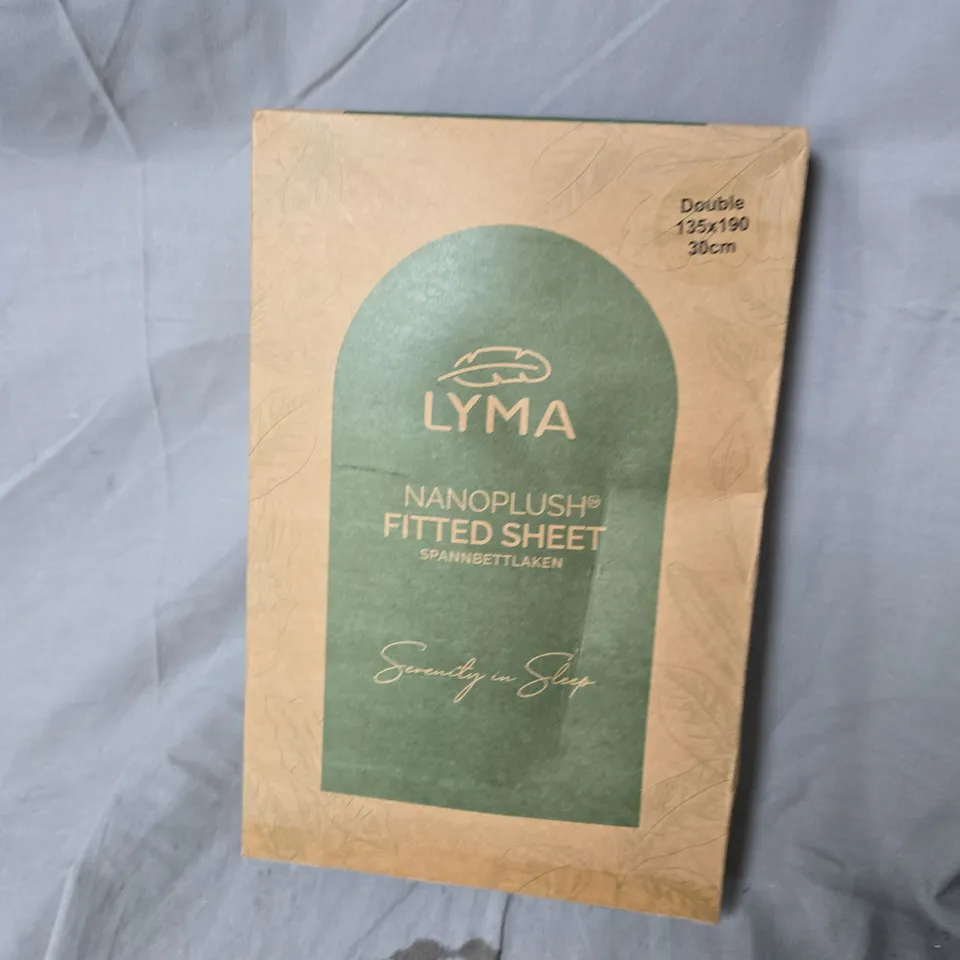 Double
135x190
30cm
LYMA
NANOPLUSH®
FITTED SHEET
SPANNBETTLAKEN
Serenity in Sleep